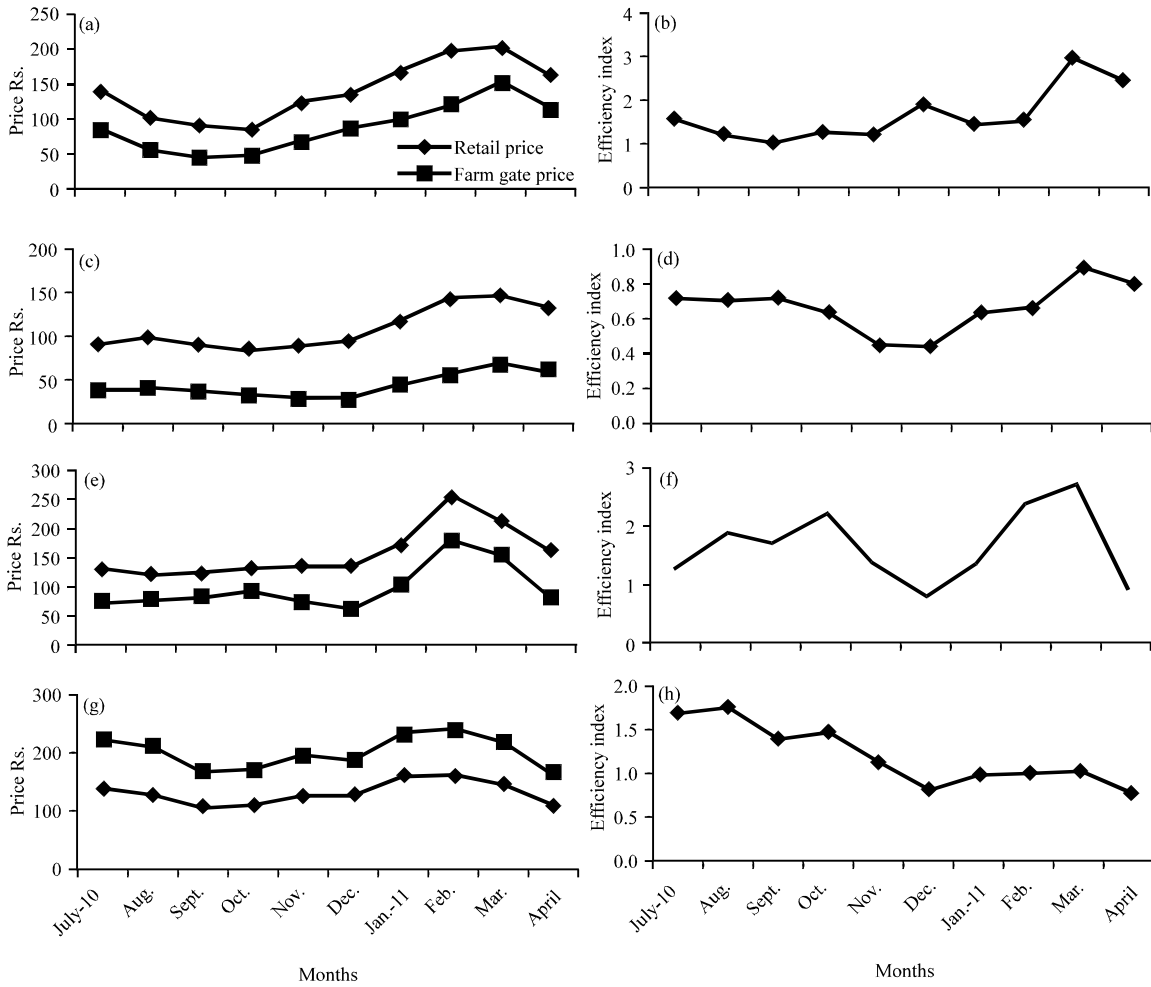 (a)
Price Rs.
250
200
150
100
50
0
Retail price
Farm gate price
(b)
Efficiency index
4
3
2
1
0
(c)
Price Rs.
200
150
100
50
0
(d)
Efficiency index
1.0
0.8
0.6
0.4
0.2
0.0
(e)
Price Rs.
300
250
200
150
100
50
0
(f)
Efficiency index
3
2
1
0
(g)
Price Rs.
300
200
100
0
July-10 Aug. Sept. Oct. Nov. Dec. Jan.-11 Feb. Mar. April
Months
(h)
Efficiency index
2.0
1.5
1.0
0.5
0.0
July-10 Aug. Sept. Oct. Nov. Dec. Jan.-11 Feb. Mar. April
Months